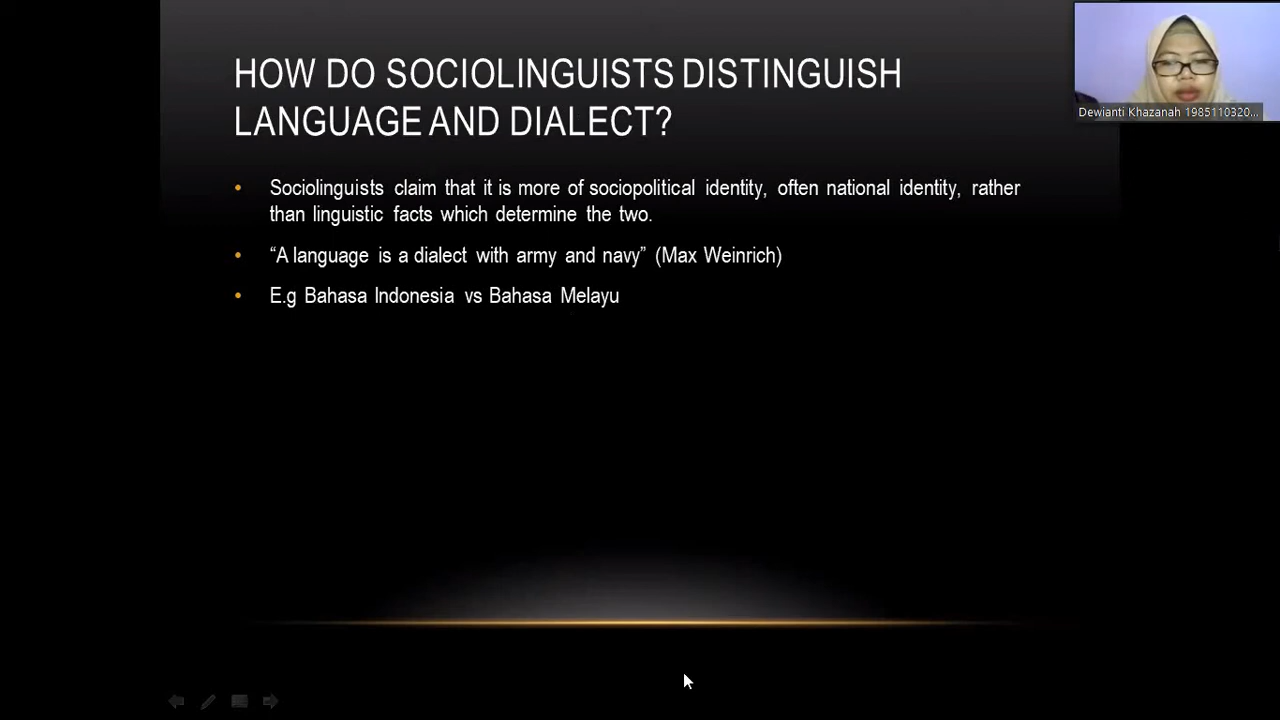 HOW DO SOCIOLINGUISTS DISTINGUISH
LANGUAGE AND DIALECT?
Dewianti Khazanah 1985110320...
• Sociolinguists claim that it is more of sociopolitical identity, often national identity, rather
than linguistic facts which determine the two.
• “A language is a dialect with army and navy” (Max Weinrich)
• E.g Bahasa Indonesia vs Bahasa Melayu